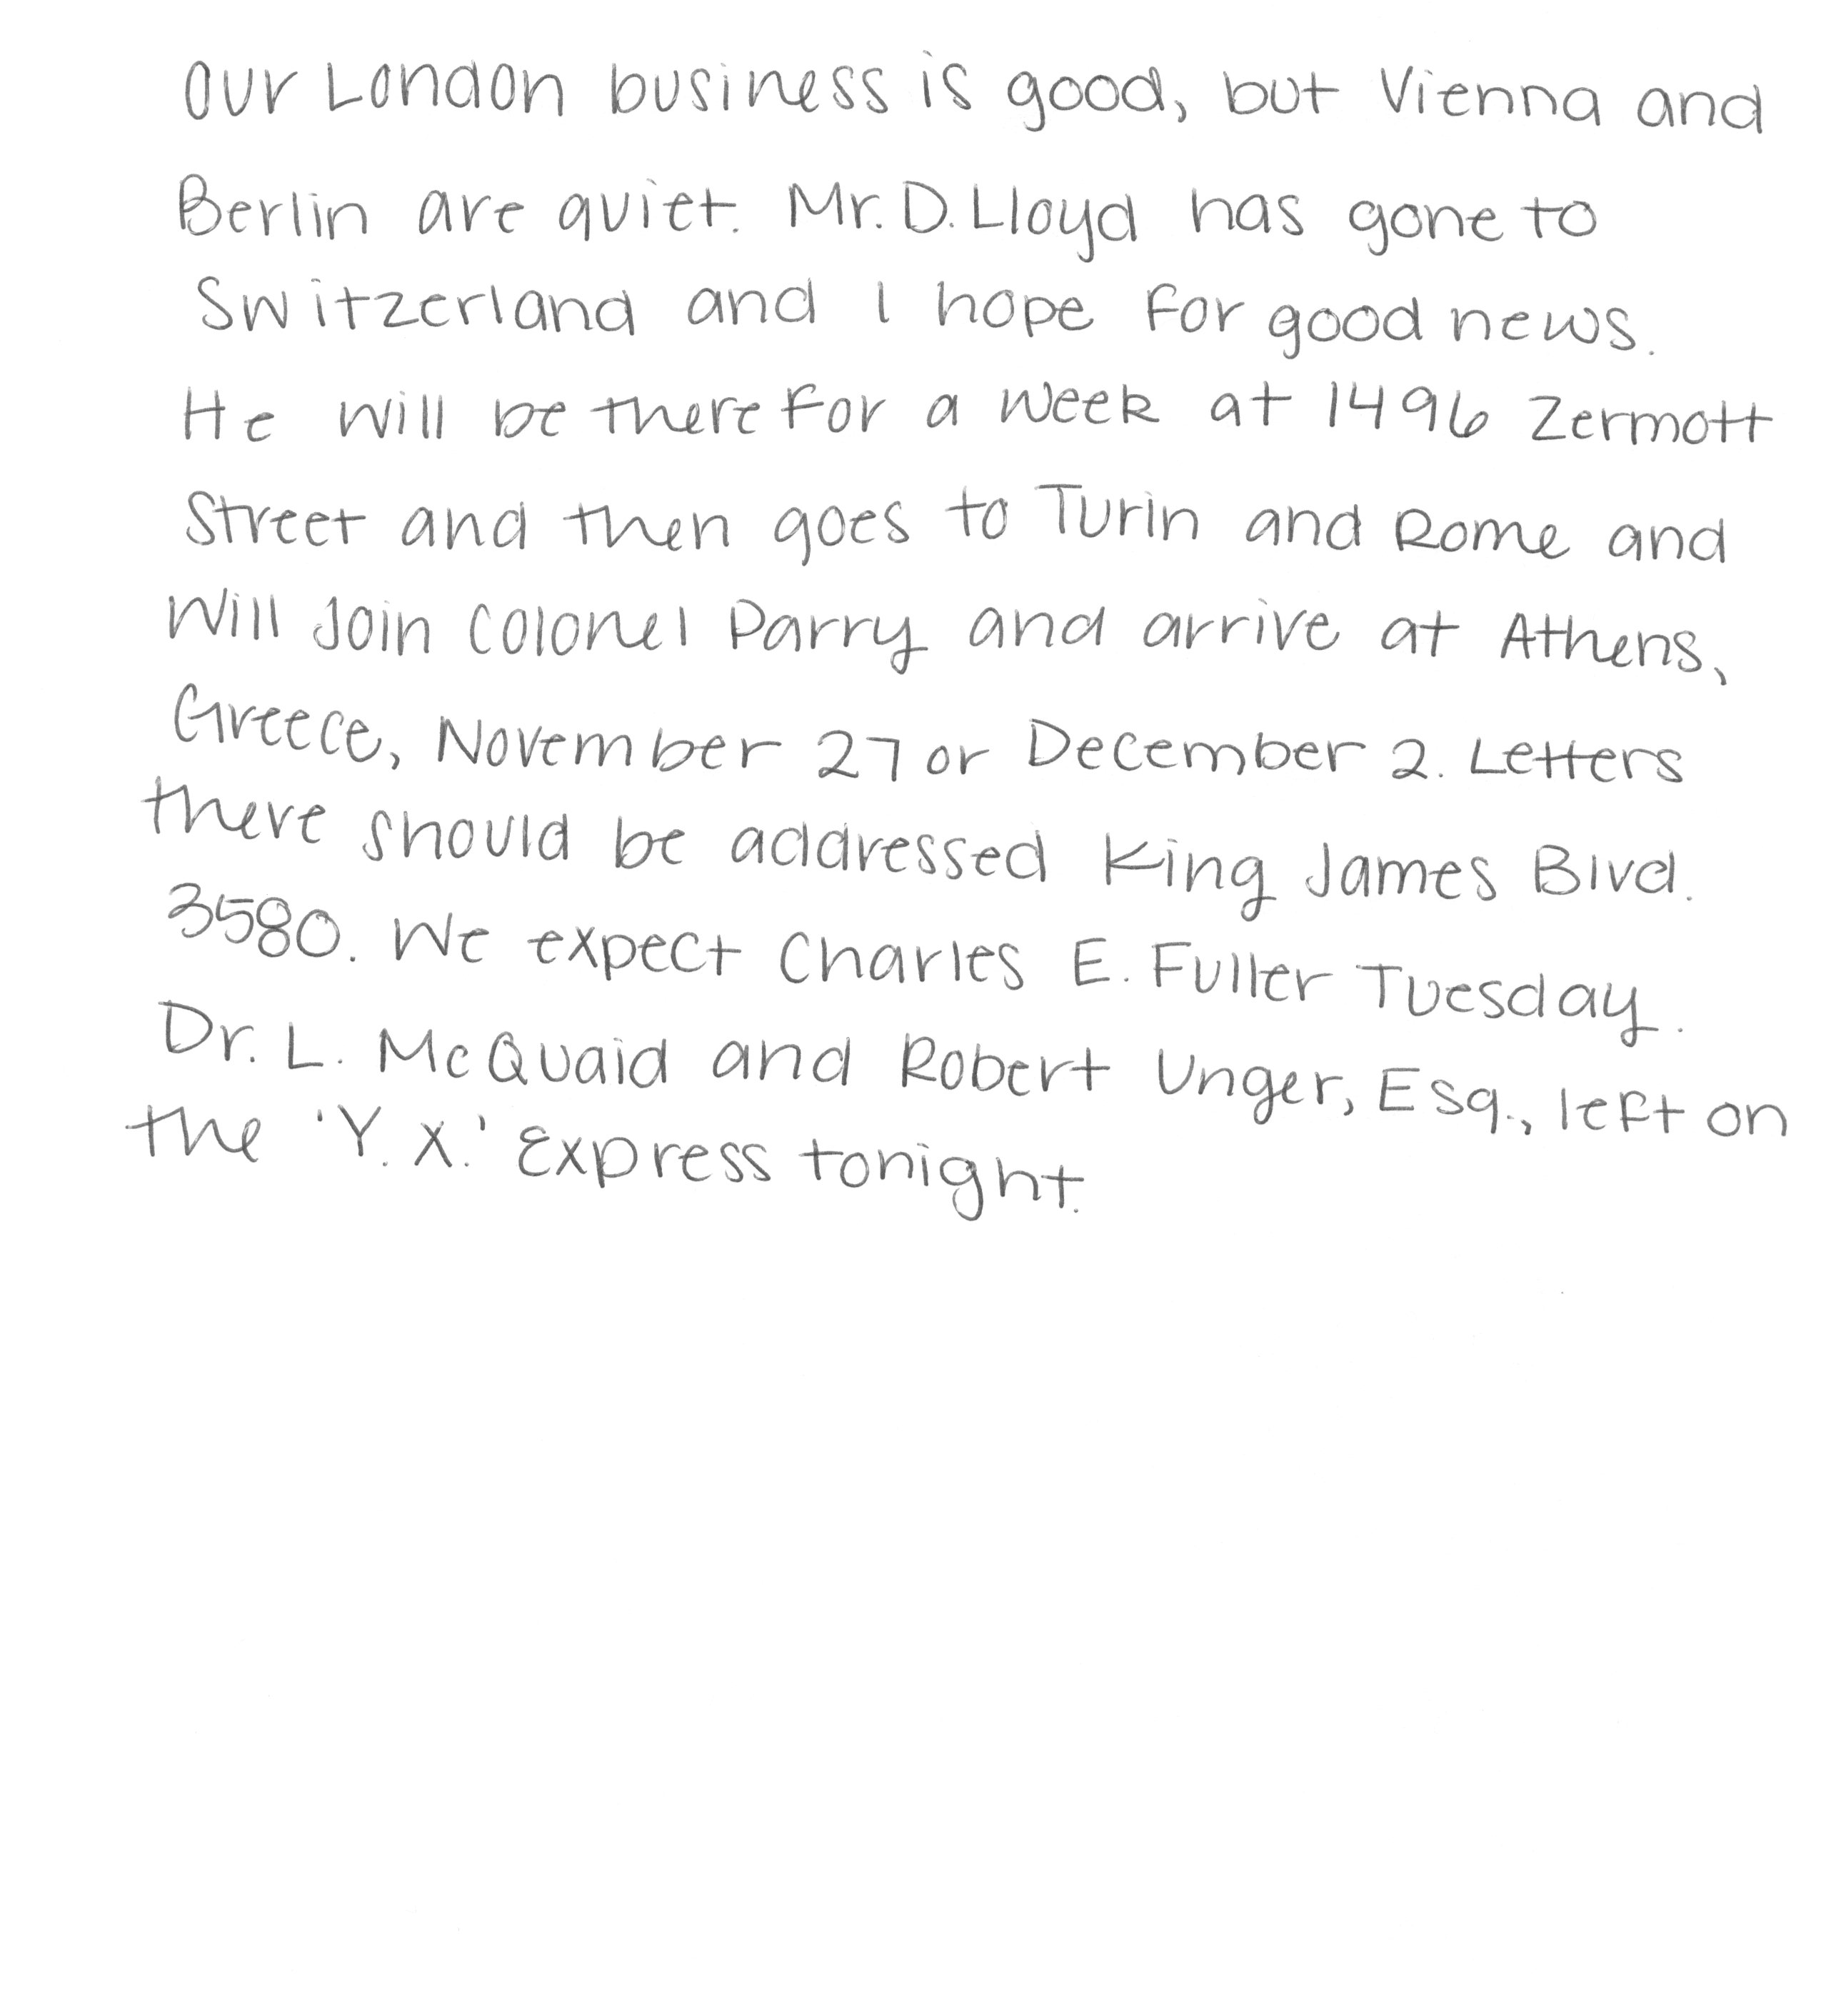 Our London business is good, but Vienna and
Berlin are quiet. Mr. D. Lloyd has gone to
Switzerland and I hope for good news.
He will be there for a week at 1496 Zermott
Street and then goes to Turin and Rome and
will join Colonel Parry and arrive at Athens,
Greece, November 27 or December 2. Letters
there should be addressed King James Blvd.
3580. We expect Charles E. Fuller Tuesday.
Dr. L. McQuaid and Robert Unger, Esq., left on
the 'Y. X.' Express tonight.